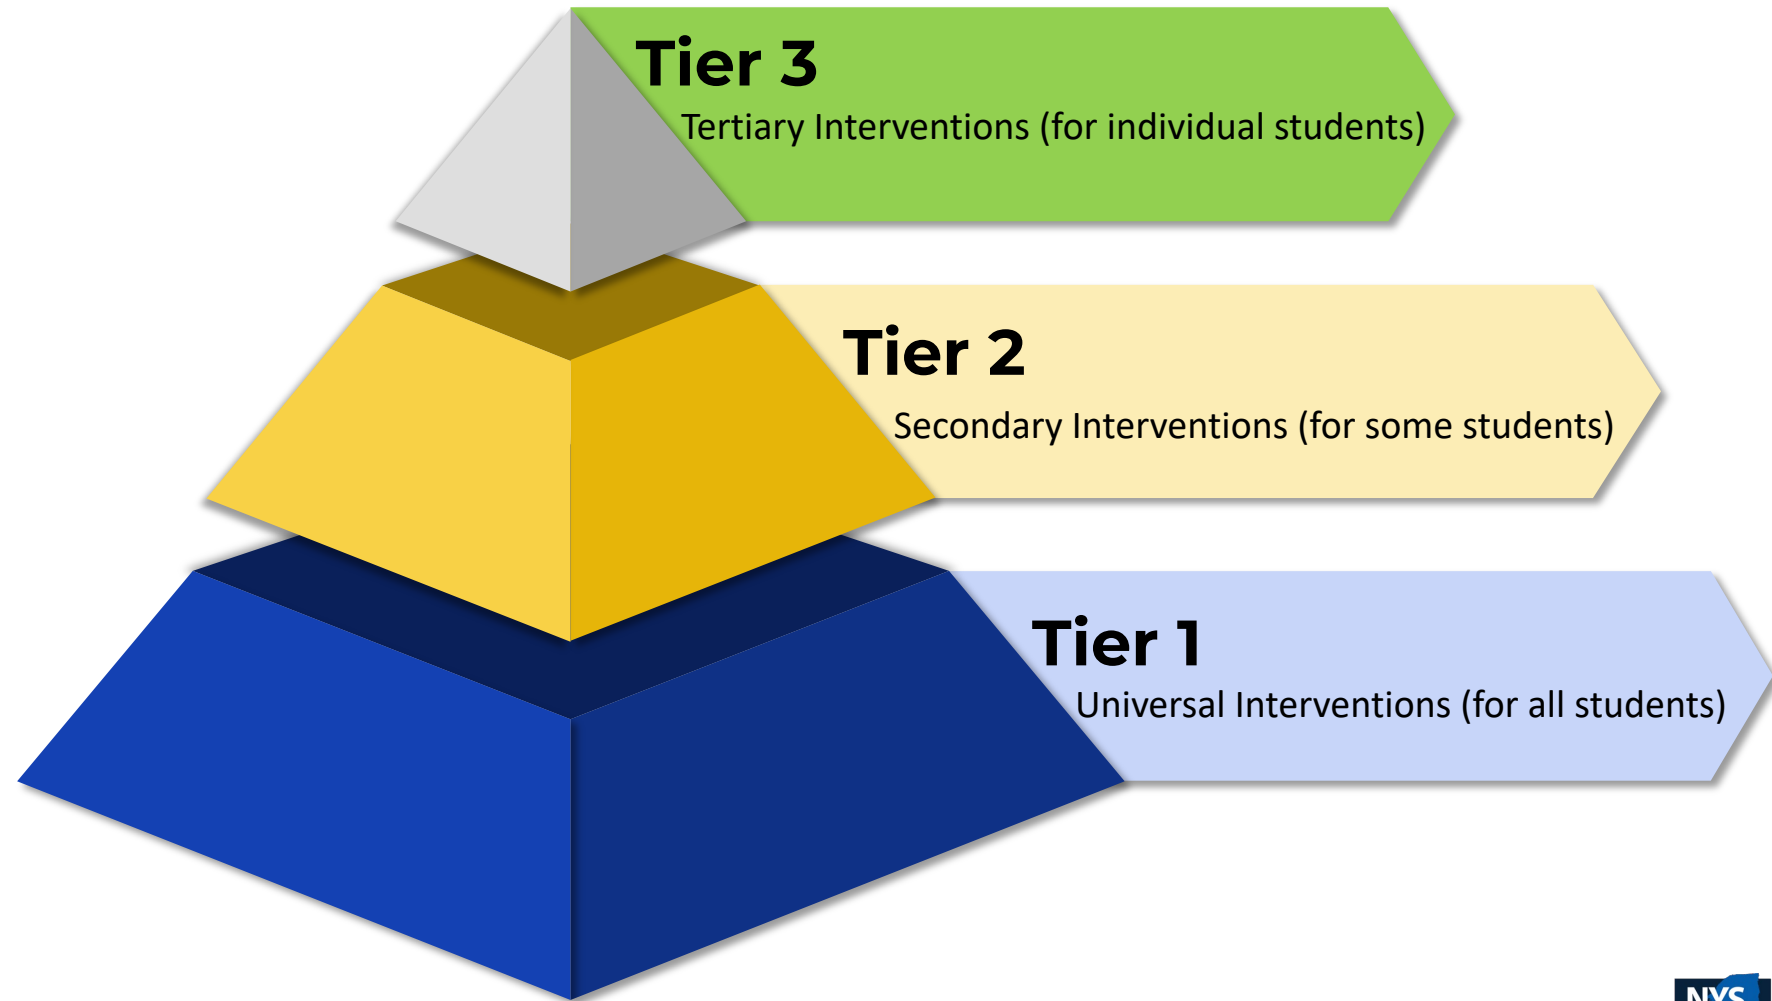 Tier 3
Tertiary Interventions (for individual students)
Tier 2
Secondary Interventions (for some students)
Tier 1
Universal Interventions (for all students)
NYS